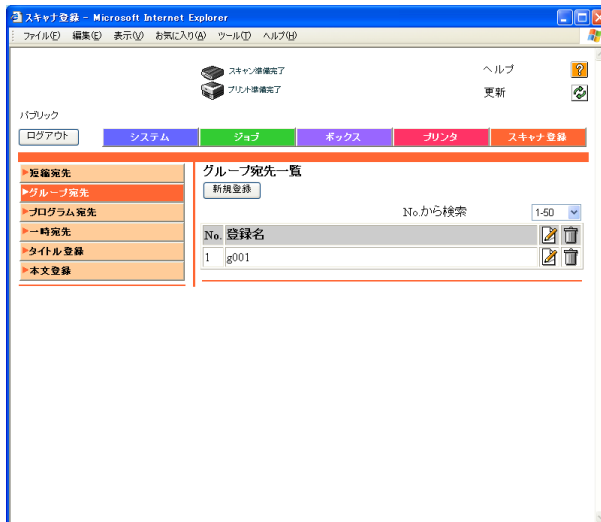 スキャナ登録 - Microsoft Internet Explorer
ファイル(F) 編集(E) 表示(V) お気に入り(A) ツール(T) ヘルプ(H)
スキャン準備完了
プリント準備完了
ヘルプ
更新
パブリック
ログアウト
システム ジョブ ボックス プリンタ スキャナ登録
短縮宛先
グループ宛先
プログラム宛先
一時宛先
タイトル登録
本文登録
グループ宛先一覧
新規登録
No.から検索 1-50
No. 登録名
1 g001